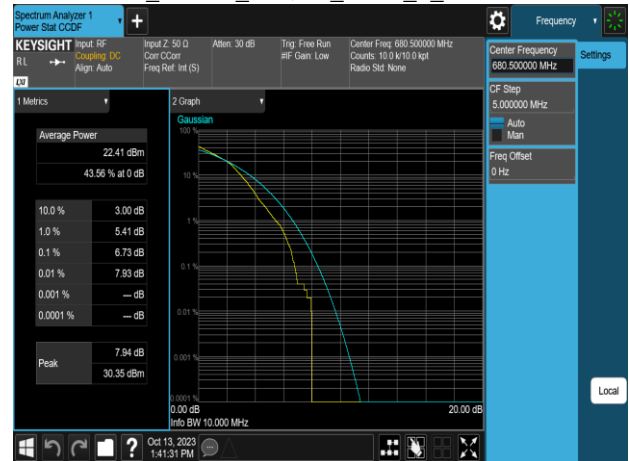 Spectrum Analyzer 1
Power Stat CCDF
+
Frequency
KEYSIGHT
RL
LXI
Input: RF
Coupling: DC
Align: Auto
Input Z: 50 Ω
Corr CCorr
Freq Ref: Int (S)
Atten: 30 dB
Trig: Free Run
#IF Gain: Low
Center Freq: 680.500000 MHz
Counts: 10.0 k/10.0 kpt
Radio Std: None
Center Frequency
680.500000 MHz
Settings
CF Step
5.000000 MHz
Auto
Man
Freq Offset
0 Hz
1 Metrics
Average Power
22.41 dBm
43.56 % at 0 dB
10.0 % 3.00 dB
1.0 % 5.41 dB
0.1 % 6.73 dB
0.01 % 7.93 dB
0.001 % --- dB
0.0001 % --- dB
Peak
7.94 dB
30.35 dBm
2 Graph
Gaussian
100 %
10 %
1 %
0.1 %
0.01 %
0.001 %
0.0001 %
0.00 dB 20.00 dB
Info BW 10.000 MHz
Local
?
Oct 13, 2023
1:41:31 PM